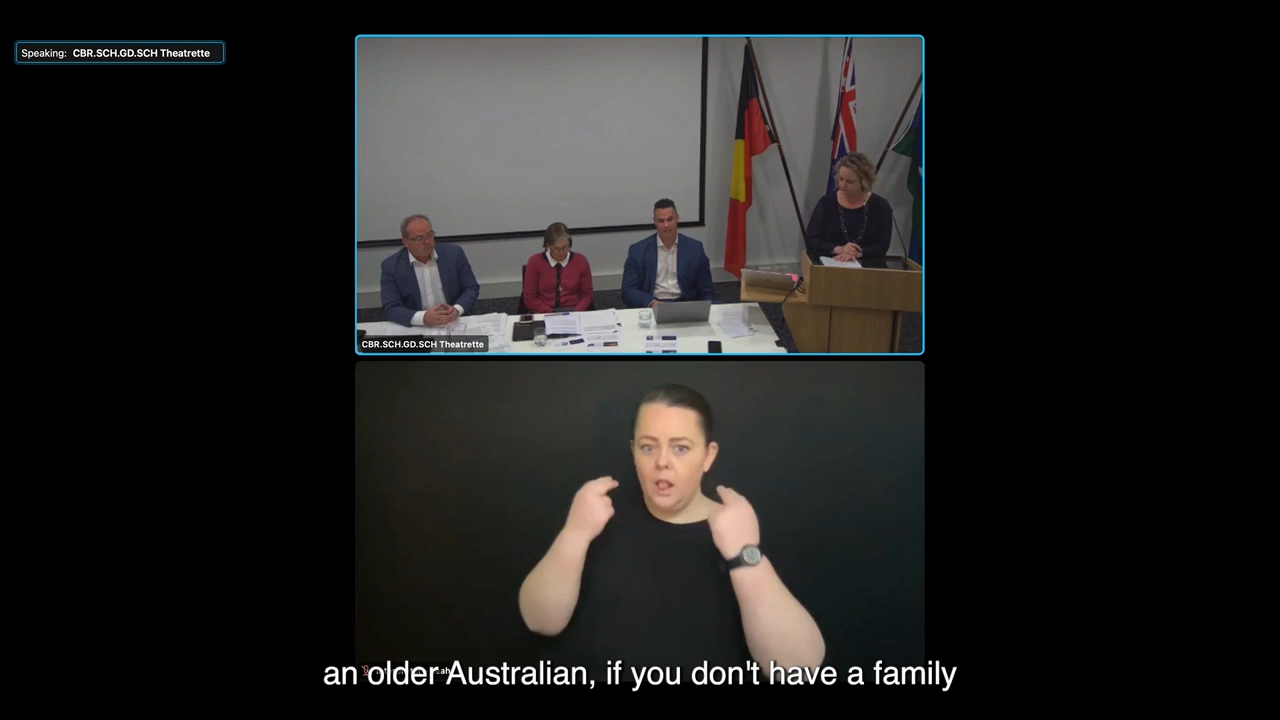 Speaking: CBR.SCH.GD.SCH Theatrette
CBR.SCH.GD.SCH Theatrette
an older Australian, if you don't have a family